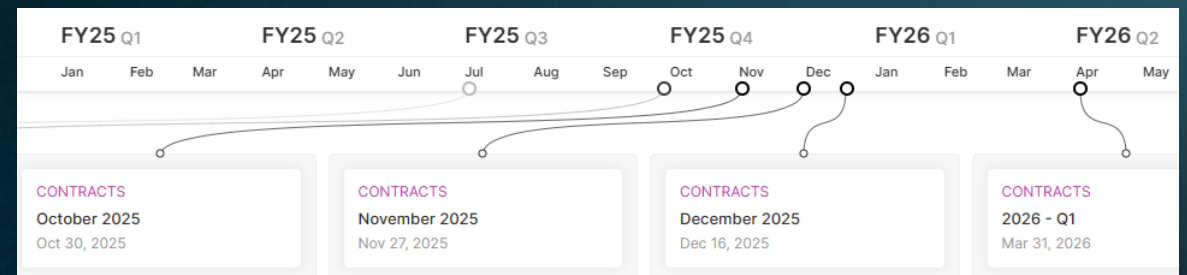 FY25 Q1 FY25 Q2 FY25 Q3 FY25 Q4 FY26 Q1 FY26 Q2
Jan Feb Mar Apr May Jun Jul Aug Sep Oct Nov Dec Jan Feb Mar Apr May
CONTRACTS
October 2025
Oct 30, 2025
CONTRACTS
November 2025
Nov 27, 2025
CONTRACTS
December 2025
Dec 16, 2025
CONTRACTS
2026 - Q1
Mar 31, 2026